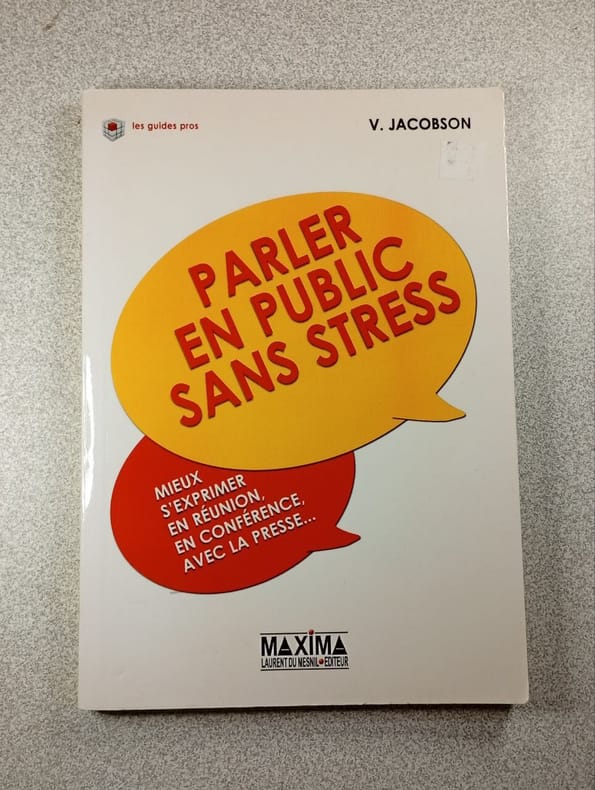 les guides pros
V. JACOBSON
PARLER
EN PUBLIC
SANS STRESS
MIEUX
S'EXPRIMER
EN RÉUNION,
EN CONFÉRENCE,
AVEC LA PRESSE...
MAXIMA
LAURENT DU MESNIL•EDITEUR